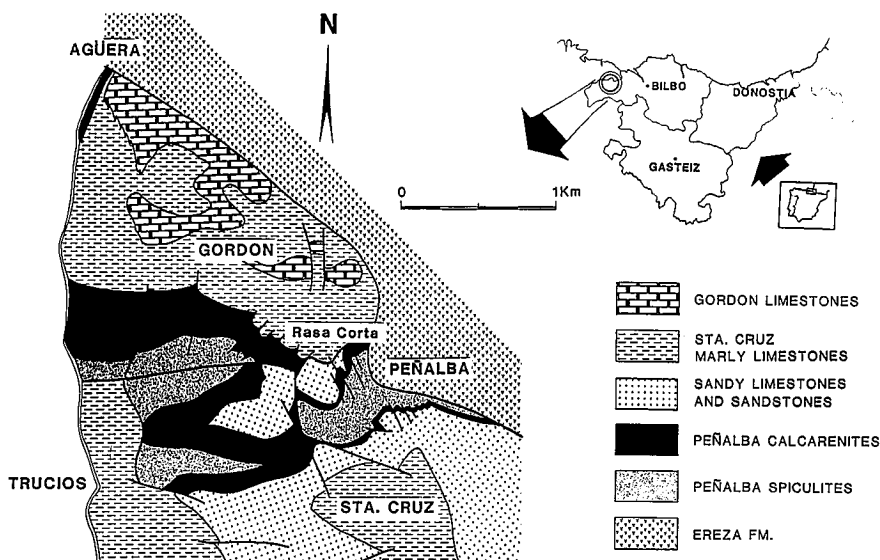 AGÜERA
N
BILBO
DONOSTIA
GASTEIZ
0
1Km
GORDON
Rasa Corta
PEÑALBA
TRUCIOS
STA. CRUZ
GORDON LIMESTONES
STA. CRUZ
MARLY LIMESTONES
SANDY LIMESTONES
AND SANDSTONES
PEÑALBA CALCARENITES
PEÑALBA SPICULITES
EREZA FM.